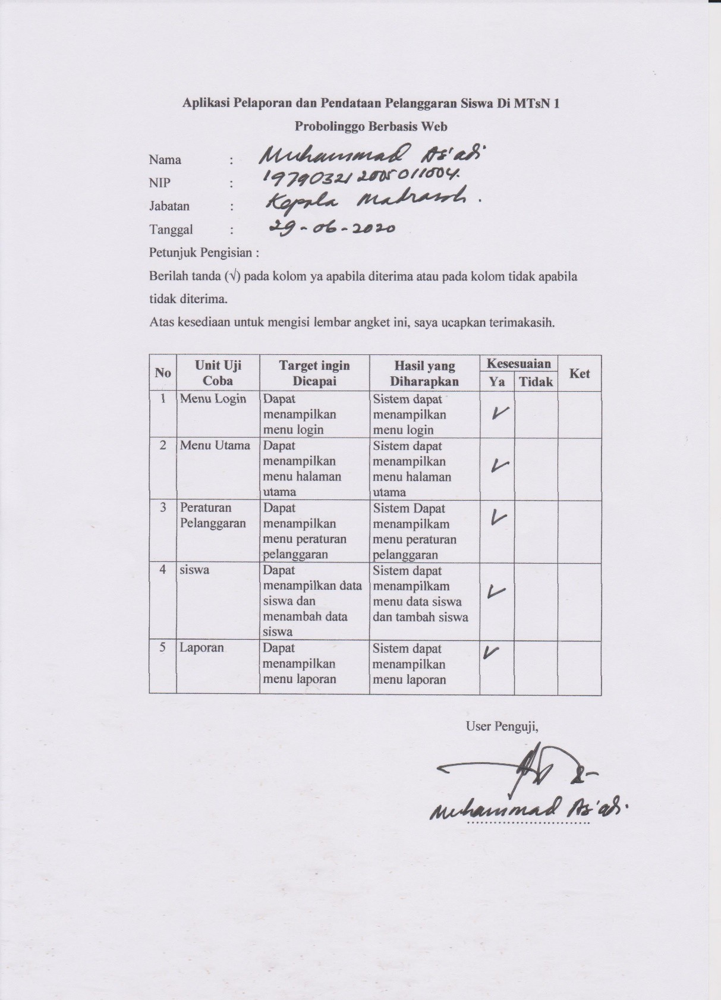 Aplikasi Pelaporan dan Pendataan Pelanggaran Siswa Di MTsN 1
Probolinggo Berbasis Web
Nama : Muhammad As'adi
NIP : 197903212005011004.
Jabatan : Kepala Madrasah.
Tanggal : 29-06-2020
Petunjuk Pengisian :
Berilah tanda (√) pada kolom ya apabila diterima atau pada kolom tidak apabila
tidak diterima.
Atas kesediaan untuk mengisi lembar angket ini, saya ucapkan terimakasih.
No Unit Uji Coba Target ingin Dicapai Hasil yang Diharapkan Kesesuaian Ket
Ya Tidak
1 Menu Login Dapat menampilkan menu login Sistem dapat menampilkan menu login ✓
2 Menu Utama Dapat menampilkan menu halaman utama Sistem dapat menampilkan menu halaman utama ✓
3 Peraturan Pelanggaran Dapat menampilkan menu peraturan pelanggaran Sistem Dapat menampilkam menu peraturan pelanggaran ✓
4 siswa Dapat menampilkan data siswa dan menambah data siswa Sistem dapat menampilkam menu data siswa dan tambah siswa ✓
5 Laporan Dapat menampilkan menu laporan Sistem dapat menampilkan menu laporan ✓
User Penguji,
Muhammad As'adi.